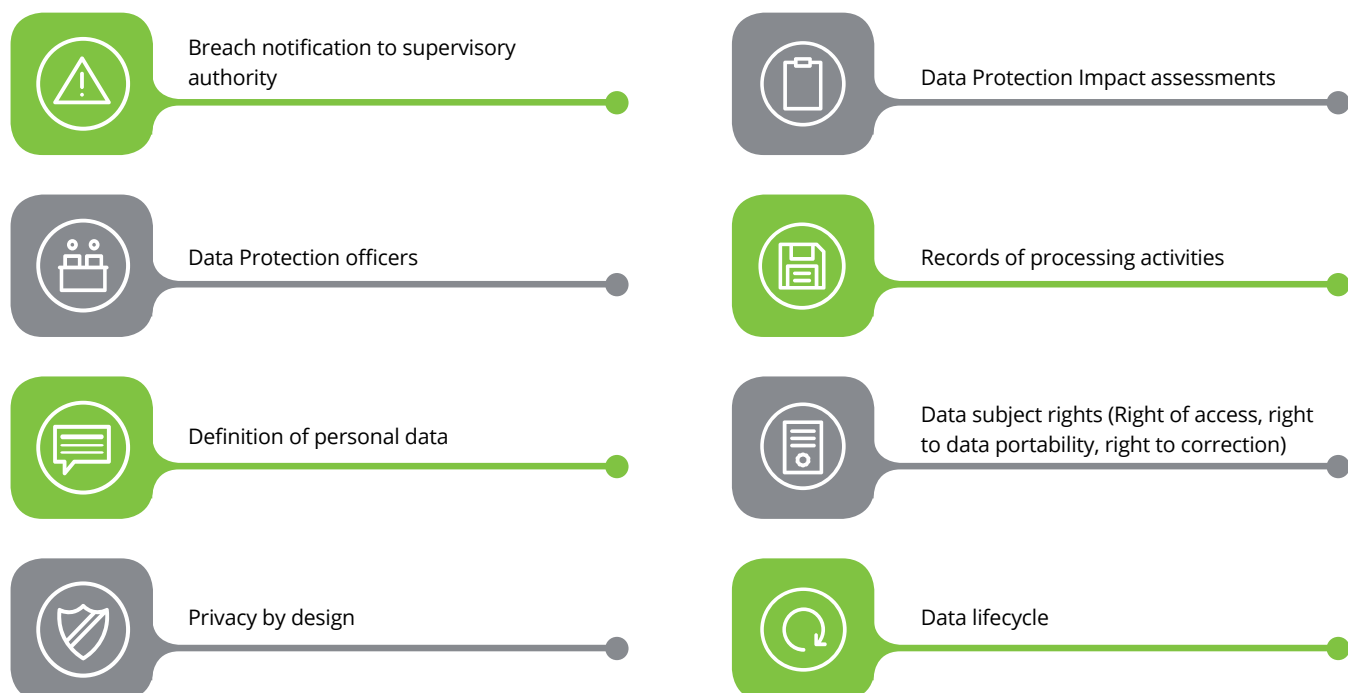 Breach notification to supervisory
authority
Data Protection Impact assessments
Data Protection officers
Records of processing activities
Definition of personal data
Data subject rights (Right of access, right
to data portability, right to correction)
Privacy by design
Data lifecycle